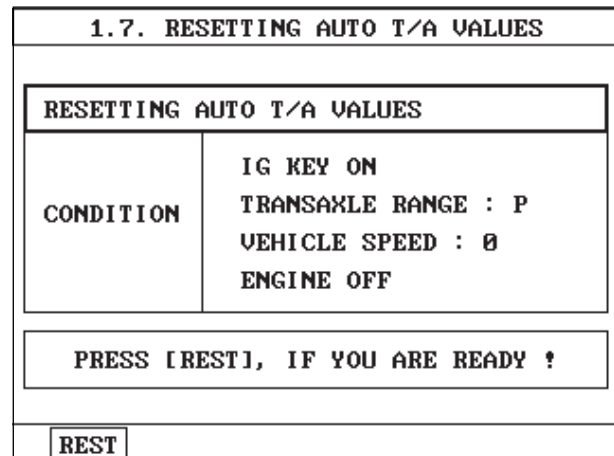 1.7. RESETTING AUTO T/A VALUES
RESETTING AUTO T/A VALUES
CONDITION
IG KEY ON
TRANSAXLE RANGE : P
VEHICLE SPEED : 0
ENGINE OFF
PRESS [REST], IF YOU ARE READY !
REST